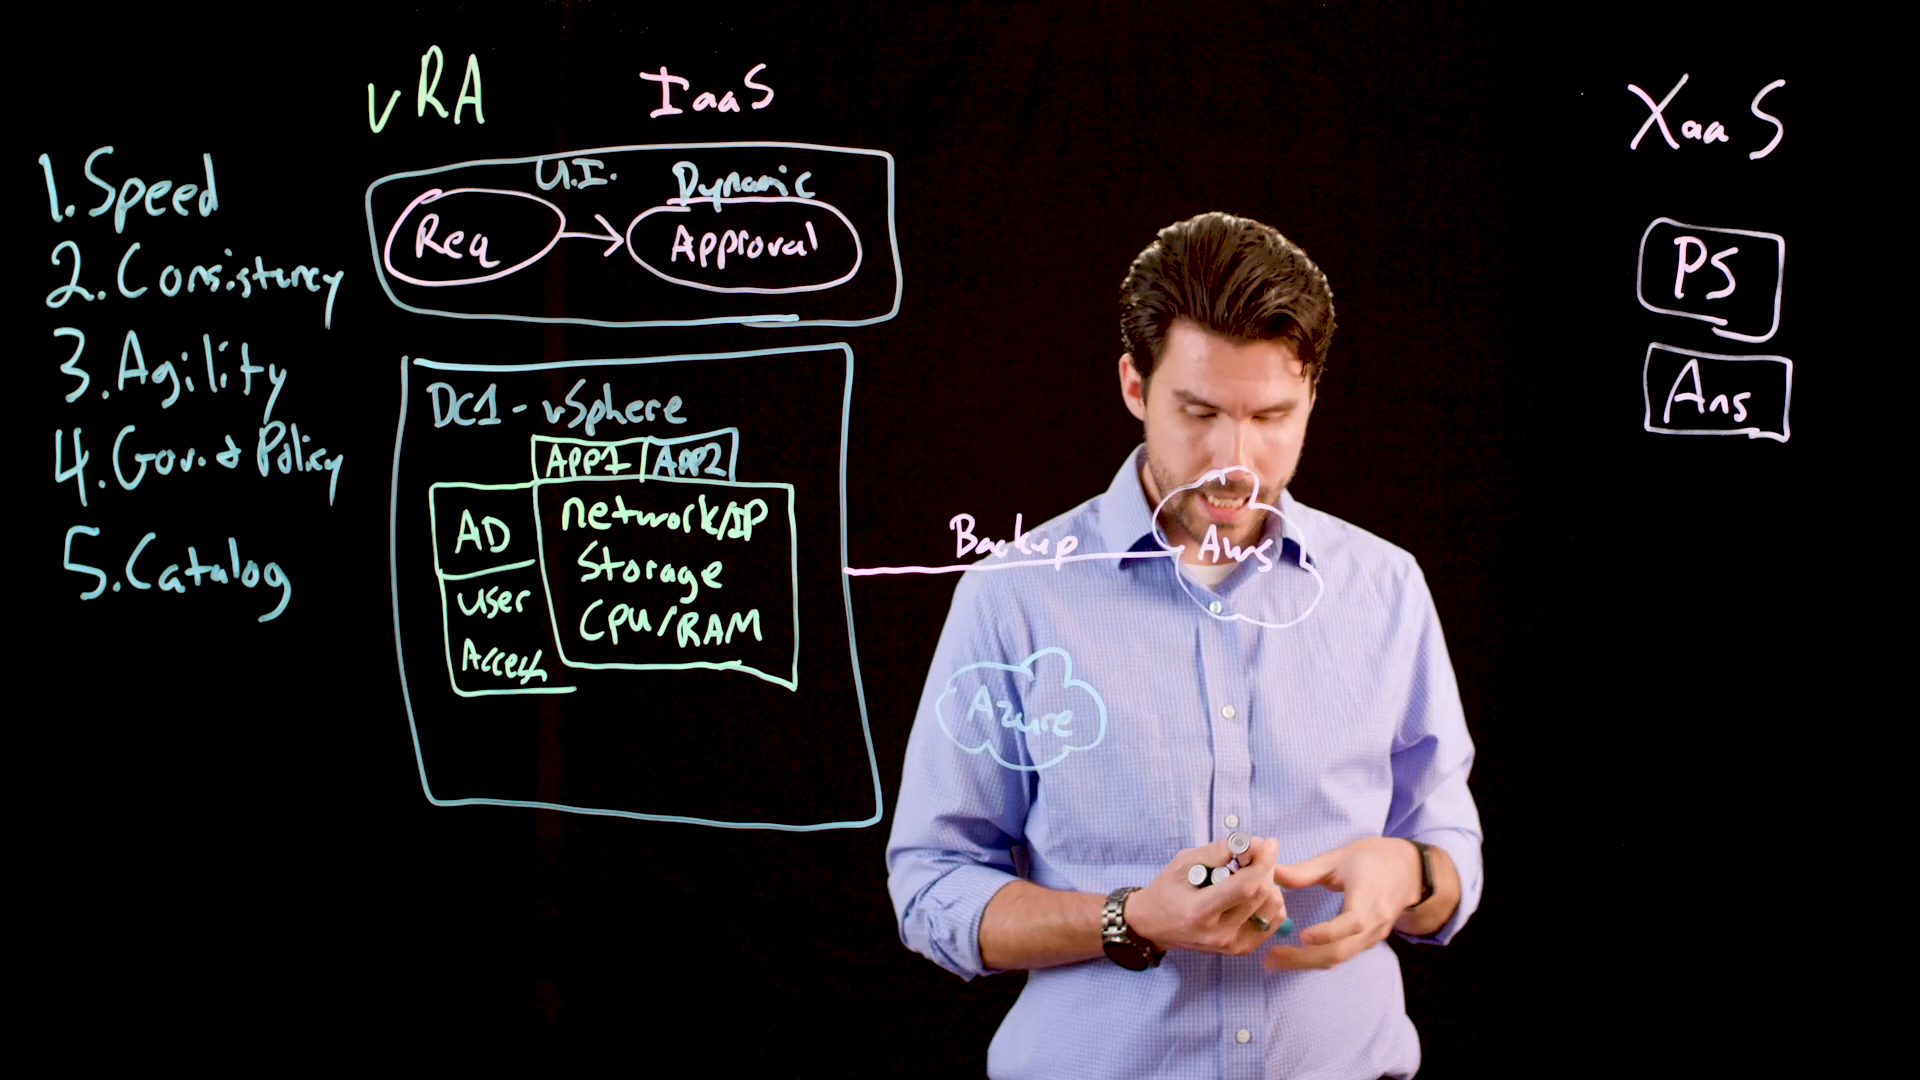 vRA
IaaS
XaaS
1. Speed
2. Consistency
3. Agility
4. Gov. & Policy
5. Catalog
U.I.
Dynamic
Req
Approval
DC1 - vSphere
APP1
APP2
AD
user
Access
network/IP
Storage
CPU/RAM
Backup
Aws
Azure
PS
Ans